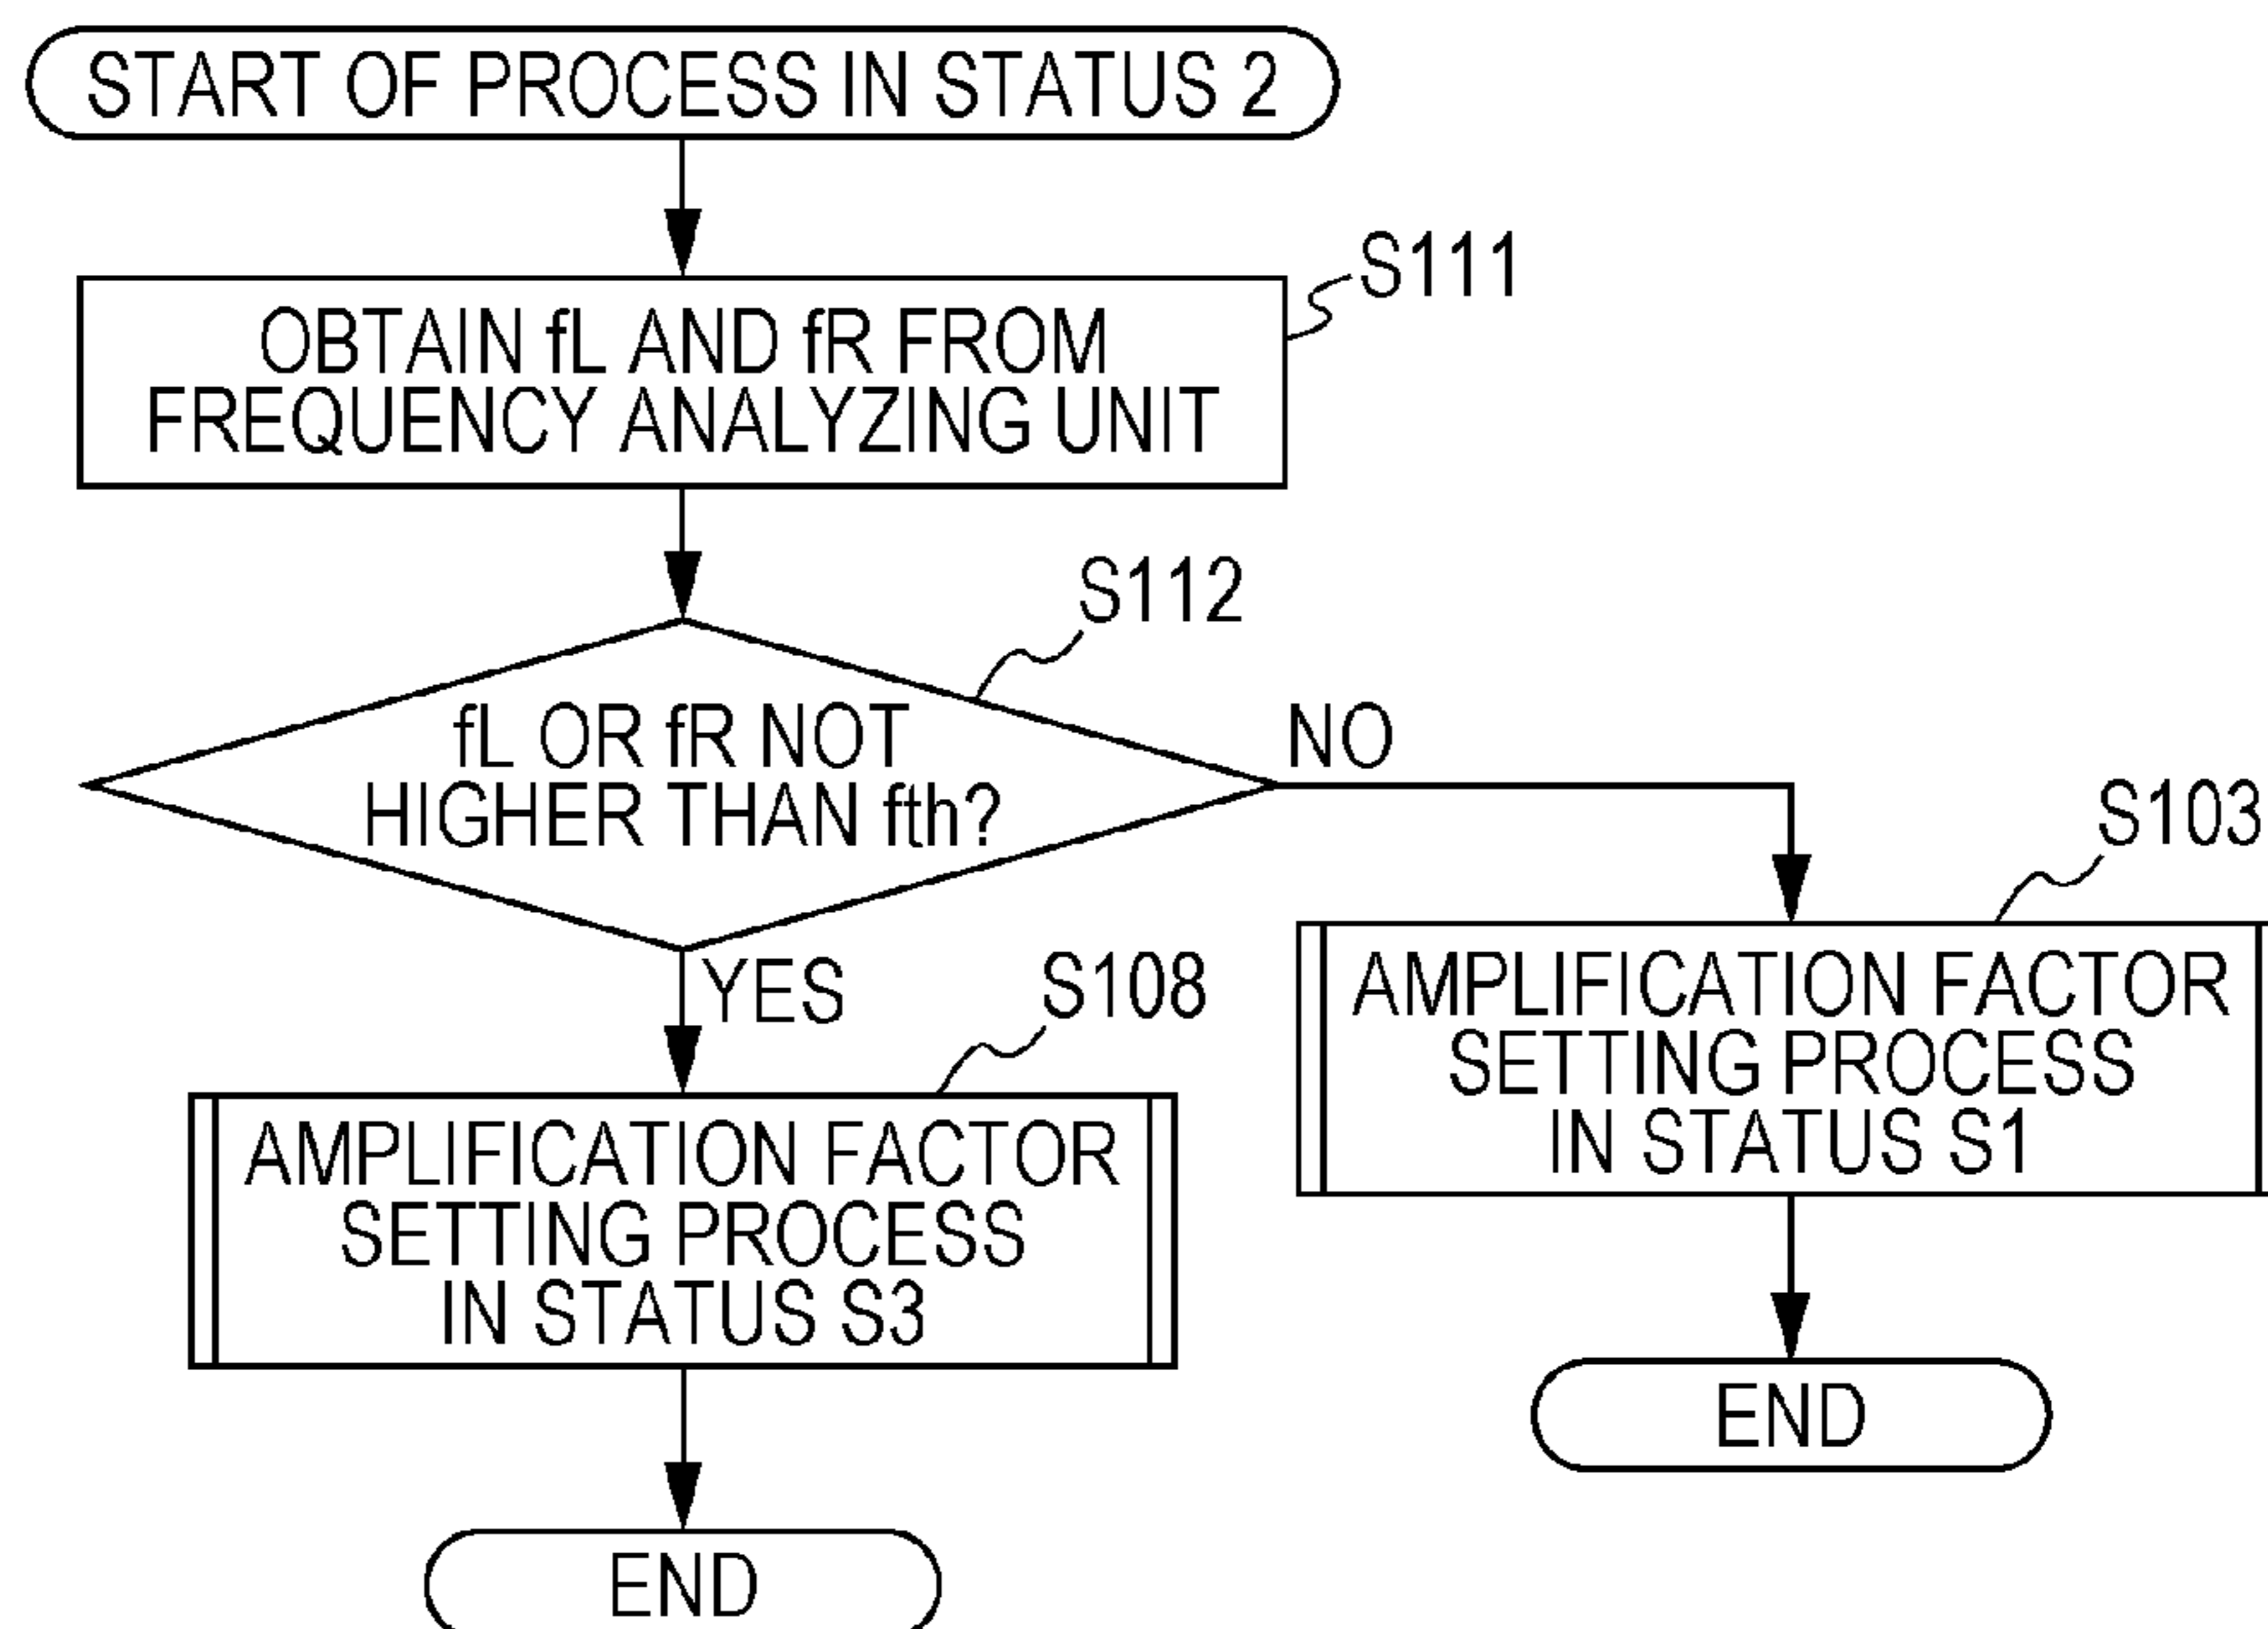 START OF PROCESS IN STATUS 2
S111
OBTAIN fL AND fR FROM
FREQUENCY ANALYZING UNIT
S112
fL OR fR NOT
HIGHER THAN fth?
NO
YES
S103
AMPLIFICATION FACTOR
SETTING PROCESS
IN STATUS S1
END
S108
AMPLIFICATION FACTOR
SETTING PROCESS
IN STATUS S3
END